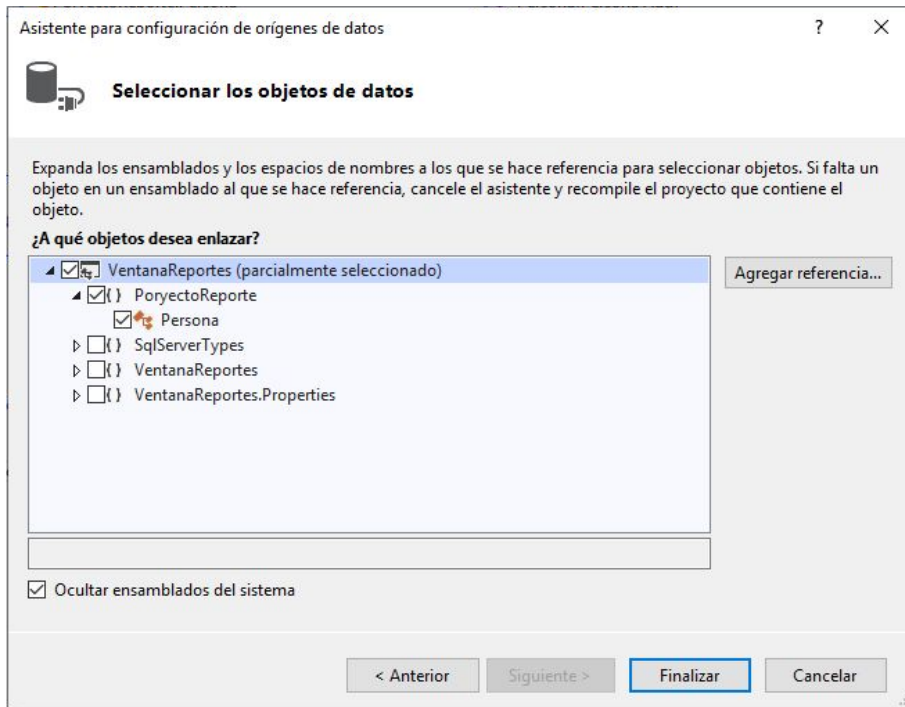 Asistente para configuración de orígenes de datos
?
Seleccionar los objetos de datos
Expanda los ensamblados y los espacios de nombres a los que se hace referencia para seleccionar objetos. Si falta un
objeto en un ensamblado al que se hace referencia, cancele el asistente y recompile el proyecto que contiene el
objeto.
¿A qué objetos desea enlazar?
VentanaReportes (parcialmente seleccionado)
Agregar referencia...
{ } PoryectoReporte
Persona
{ } SqlServerTypes
{ } VentanaReportes
{ } VentanaReportes.Properties
Ocultar ensamblados del sistema
< Anterior
Siguiente >
Finalizar
Cancelar